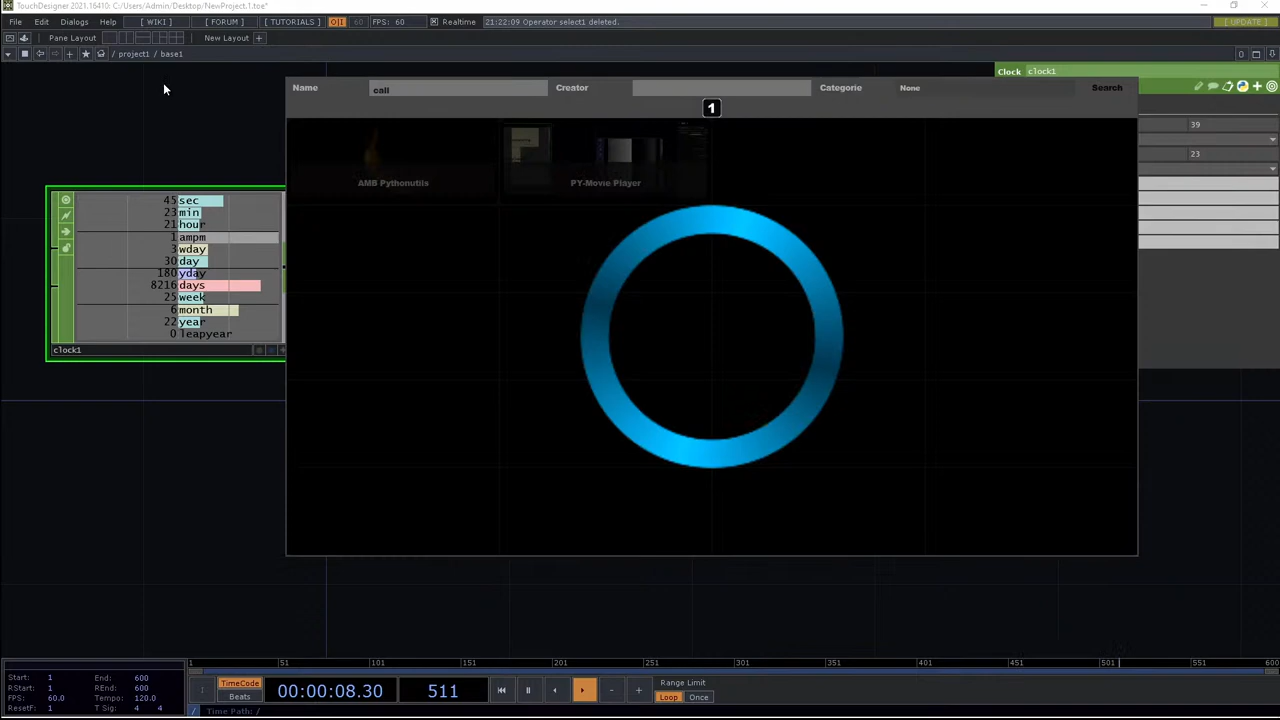 TouchDesigner 2021.16410: C:/Users/Admin/Desktop/NewProject.1.toe*
File Edit Dialogs Help [ WIKI ] [ FORUM ] [ TUTORIALS ] O|I 60 FPS: 60 Realtime 21:22:09 Operator select1 deleted. [ UPDATE ]
Pane Layout New Layout +
/ project1 / base1 0
Clock clock1
Name call Creator Categorie None Search
1
39
23
AMB Pythonutils PY-Movie Player
45 sec
23 min
21 hour
1 ampm
3 wday
30 day
180 yday
8216 days
25 week
6 month
22 year
0 leapyear
clock1
1 51 101 151 201 251 301 351 401 451 501 551 600
Start: 1 End: 600
RStart: 1 REnd: 600
FPS: 60.0 Tempo: 120.0
ResetF: 1 T Sig: 4 4
TimeCode
Beats
00:00:08.30 511
Range Limit
Loop Once
/ Time Path: /